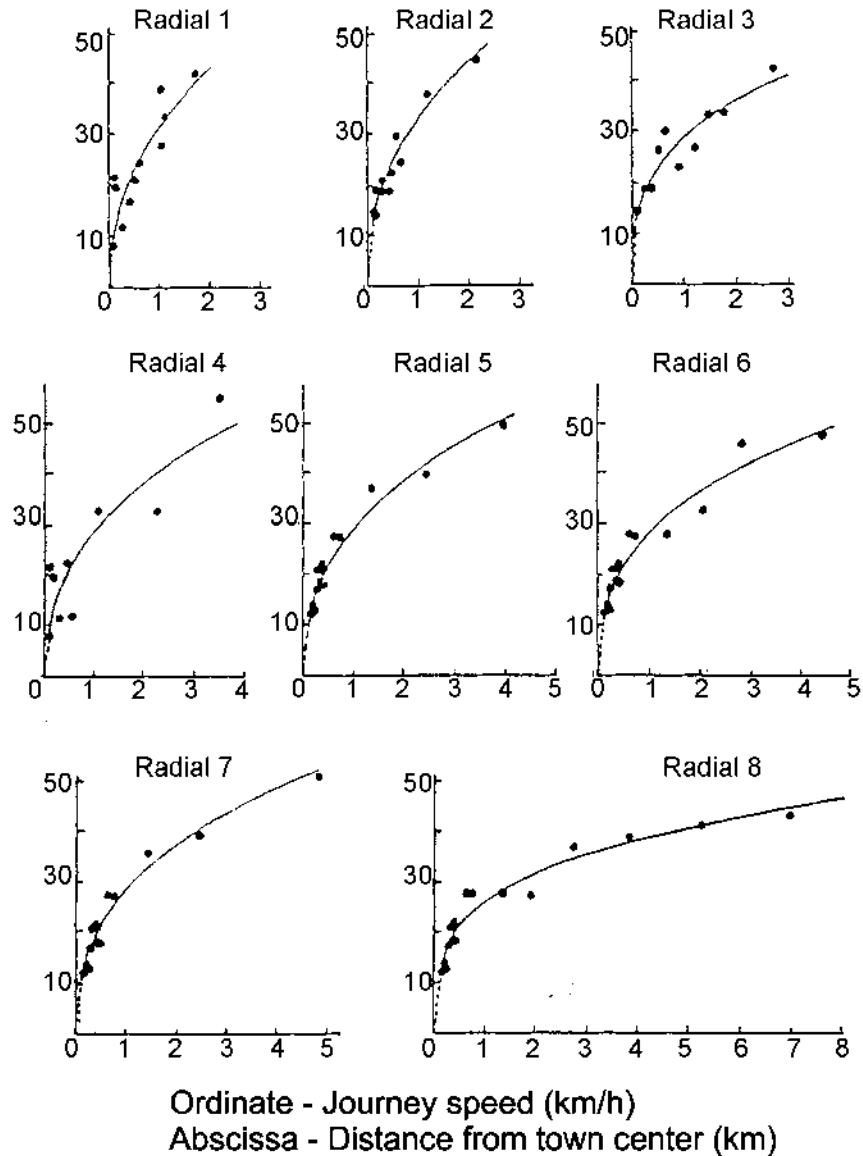 Radial 1
Radial 2
Radial 3
50
30
10
0 1 2 3
50
30
10
0 1 2 3
50
30
10
0 1 2 3
Radial 4
Radial 5
Radial 6
50
30
10
0 1 2 3 4
50
30
10
0 1 2 3 4 5
50
30
10
0 1 2 3 4 5
Radial 7
Radial 8
50
30
10
0 1 2 3 4 5
50
30
10
0 1 2 3 4 5 6 7 8
Ordinate - Journey speed (km/h)
Abscissa - Distance from town center (km)